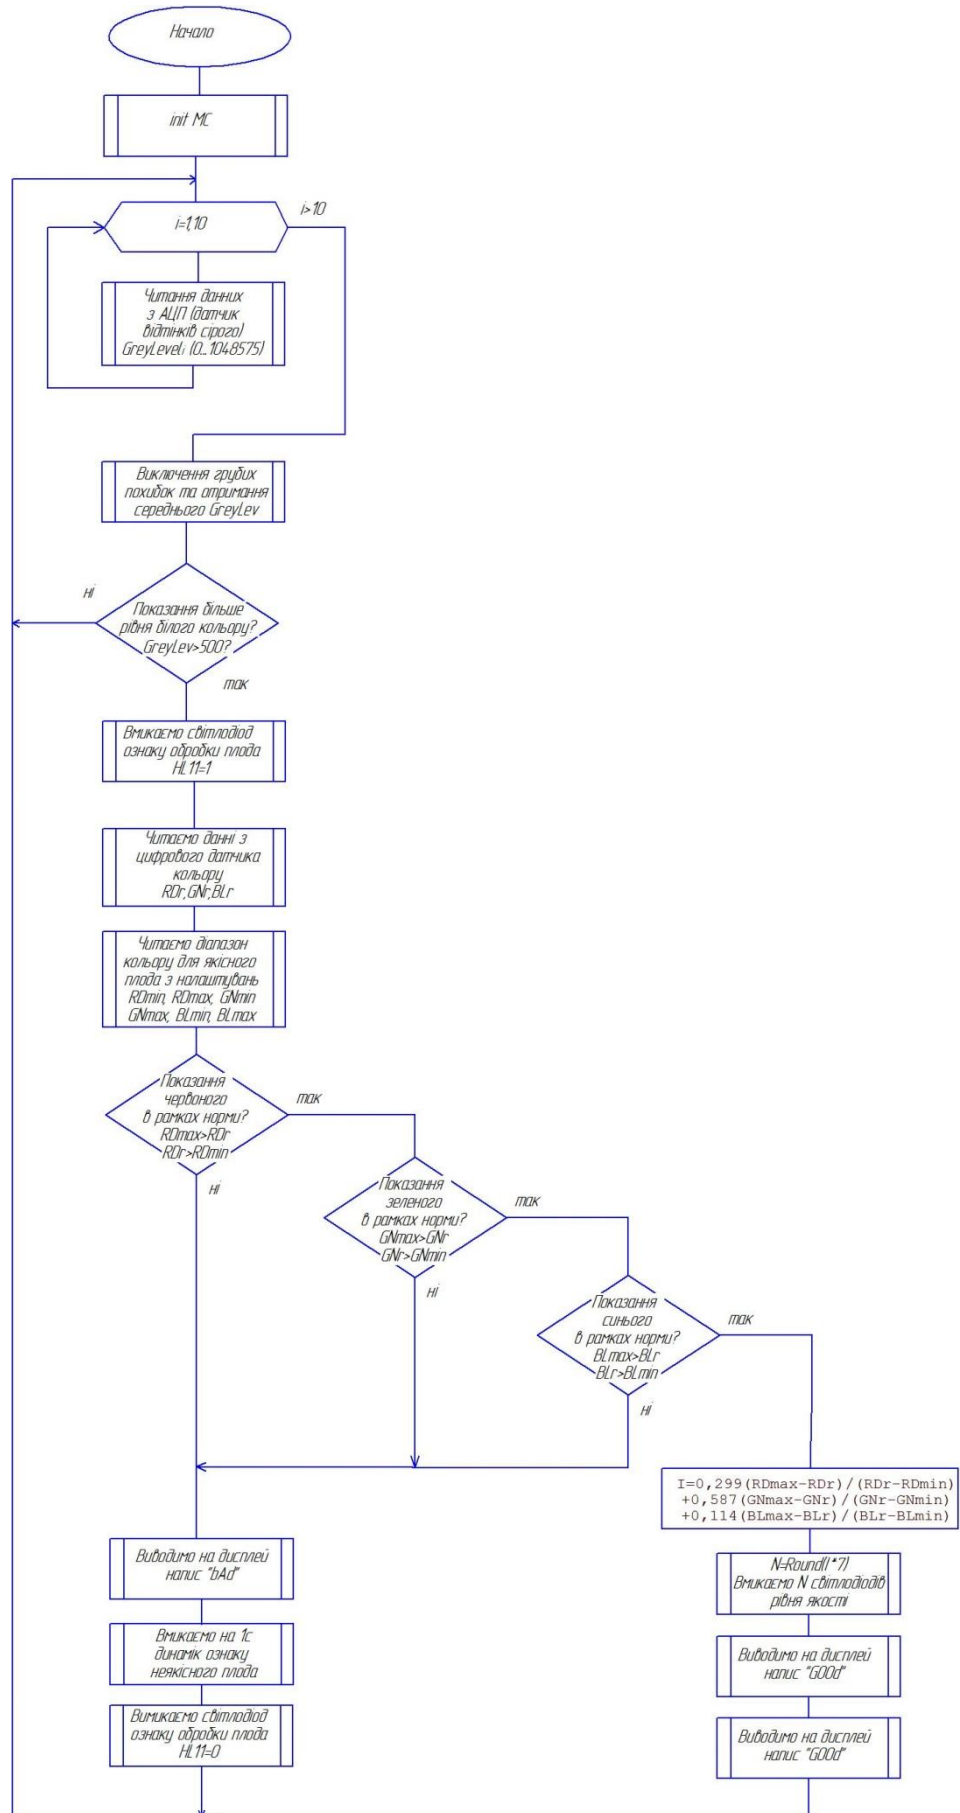 Начало
init MC
i=1,10
i>10
Читання данних
з АЦП (датчик
відтінків сірого)
GreyLeveli (0...1048575)
Виключення грубих
похибок та отримання
середнього GreyLev
ні
Показання більше
рівня білого кольору?
GreyLev>500?
так
Вмикаємо світлодіод
ознаку обробки плода
HL11=1
Читаємо данні з
цифрового датчика
кольору
RDr,GNr,BLr
Читаємо діапазон
кольору для якісного
плода з налаштувань
RDmin, RDmax, GNmin
GNmax, BLmin, BLmax
Показання
червоного
в рамках норми?
RDmax>RDr
RDr>RDmin
так
ні
Показання
зеленого
в рамках норми?
GNmax>GNr
GNr>GNmin
так
ні
Показання
синього
в рамках норми?
BLmax>BLr
BLr>BLmin
так
ні
I=0,299(RDmax-RDr)/(RDr-RDmin)
+0,587(GNmax-GNr)/(GNr-GNmin)
+0,114(BLmax-BLr)/(BLr-BLmin)
Виводимо на дисплей
напис "bAd"
N=Round(I*7)
Вмикаємо N світлодіодів
рівня якості
Вмикаємо на 1с
динамік ознаку
неякісного плода
Виводимо на дисплей
напис "GOOd"
Вимикаємо світлодіод
ознаку обробки плода
HL11=0
Виводимо на дисплей
напис "GOOd"